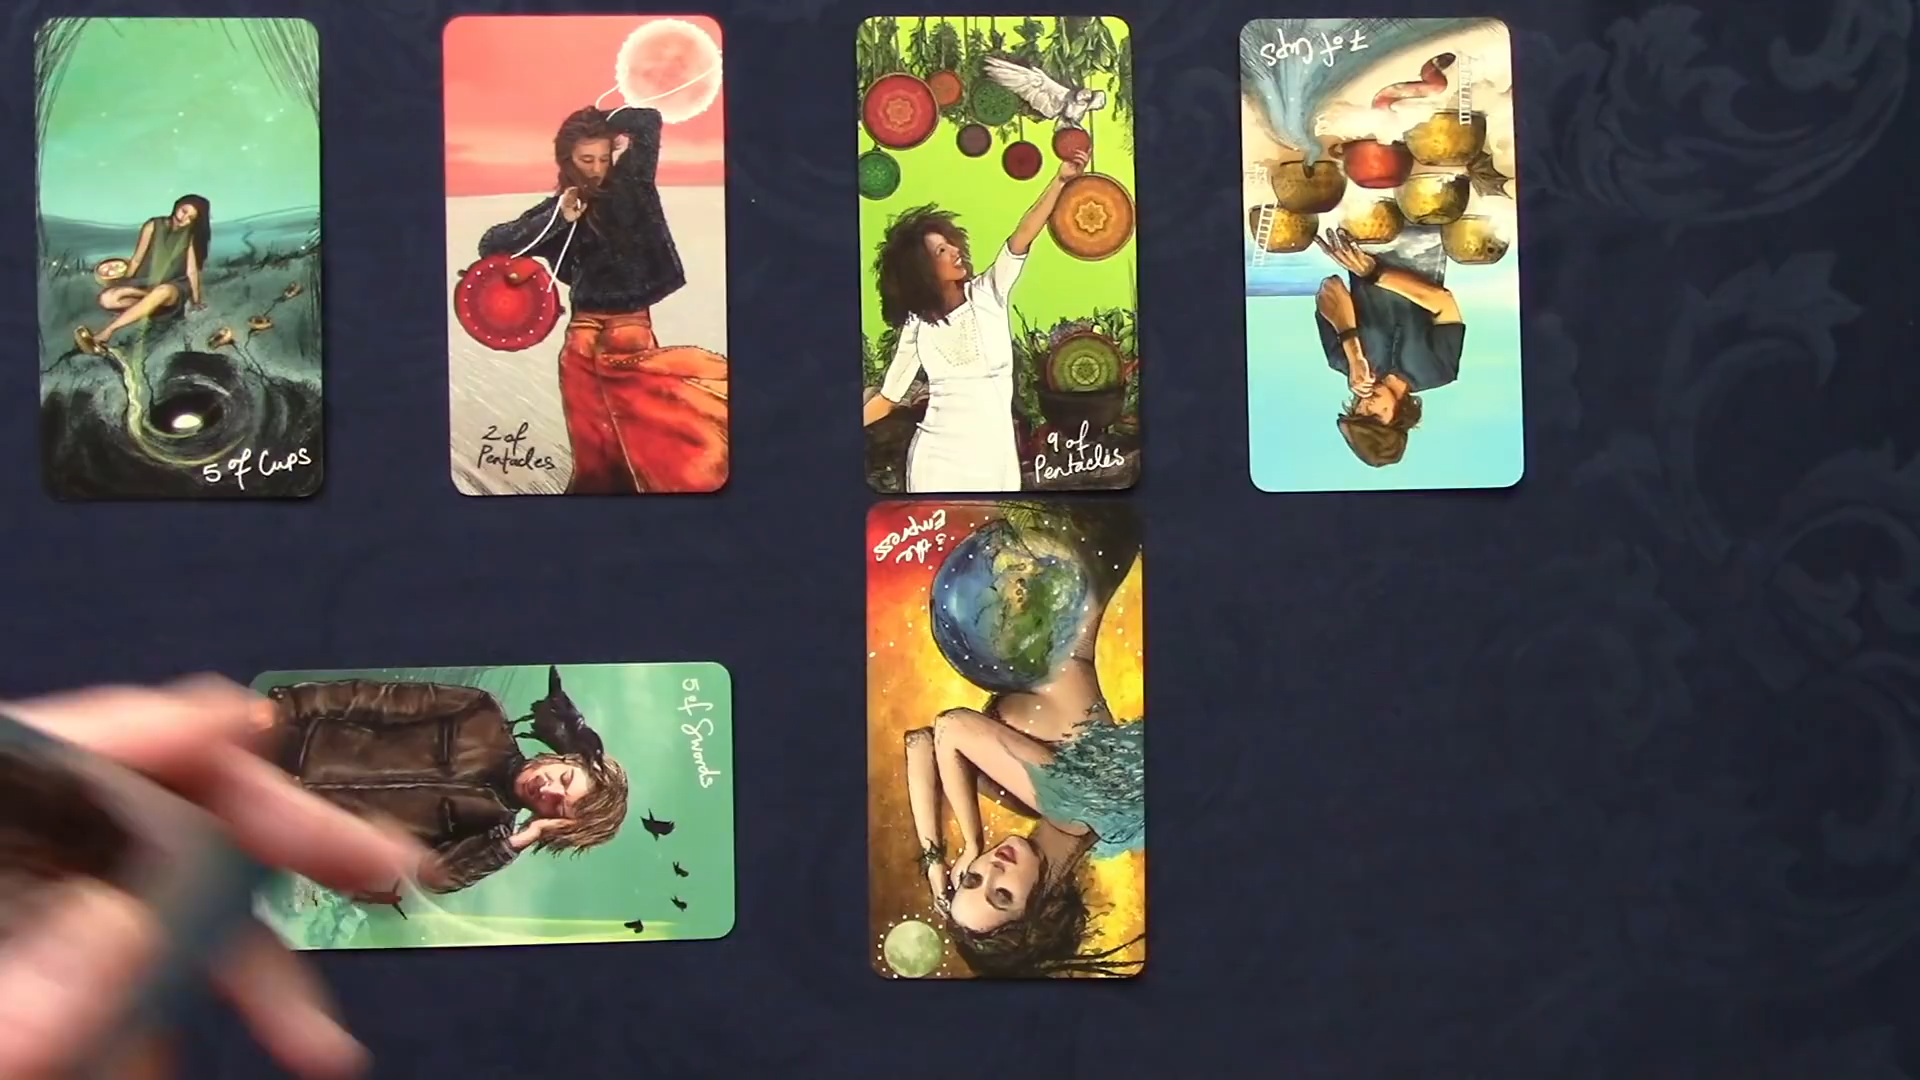 5 of Cups
2 of
Pentacles
9 of
Pentacles
7 of Cups
3 the
Empress
5 of Swords